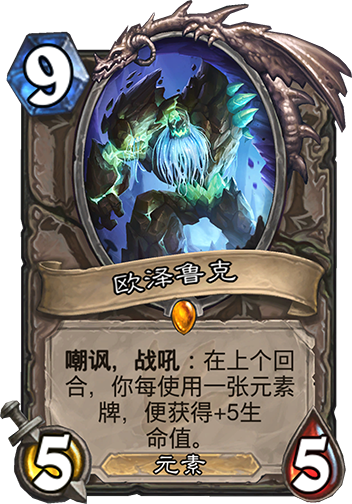 9
欧泽鲁克
嘲讽，战吼：在上个回
合，你每使用一张元素
牌，便获得+5生
命值。
5
元素
5